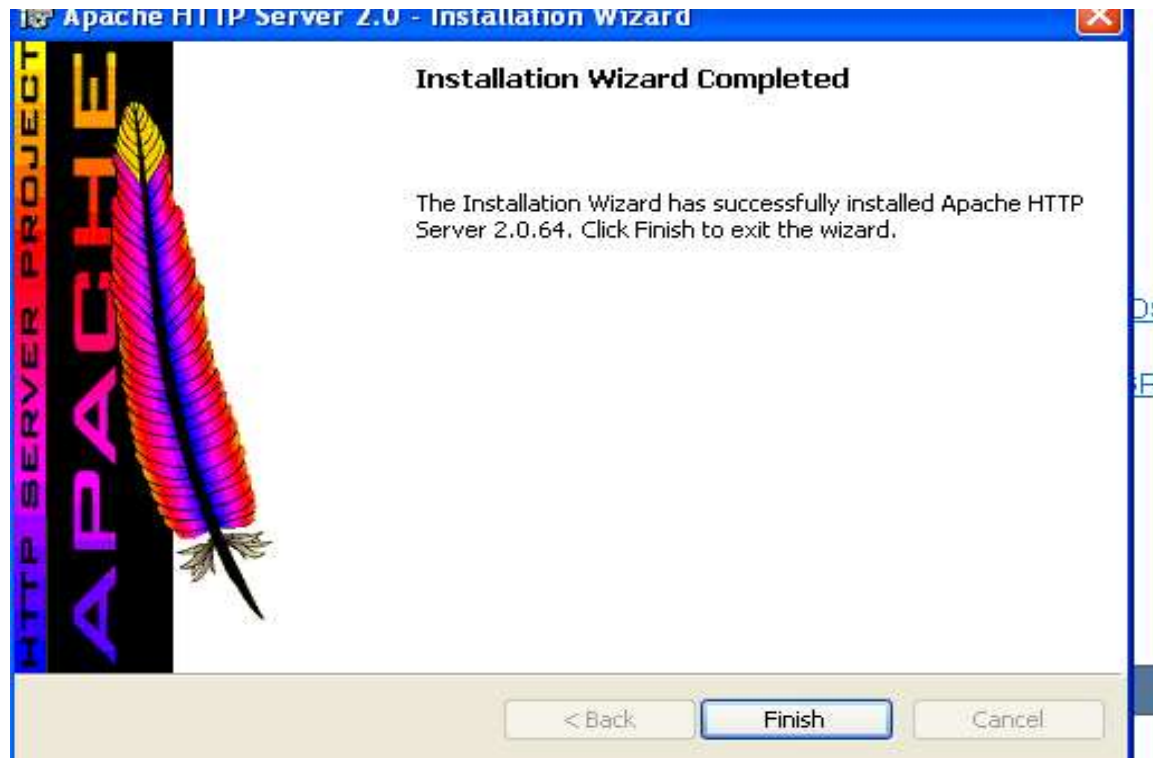 Apache HTTP Server 2.0 - Installation Wizard
HTTP SERVER PROJECT
APACHE
Installation Wizard Completed
The Installation Wizard has successfully installed Apache HTTP
Server 2.0.64. Click Finish to exit the wizard.
< Back
Finish
Cancel